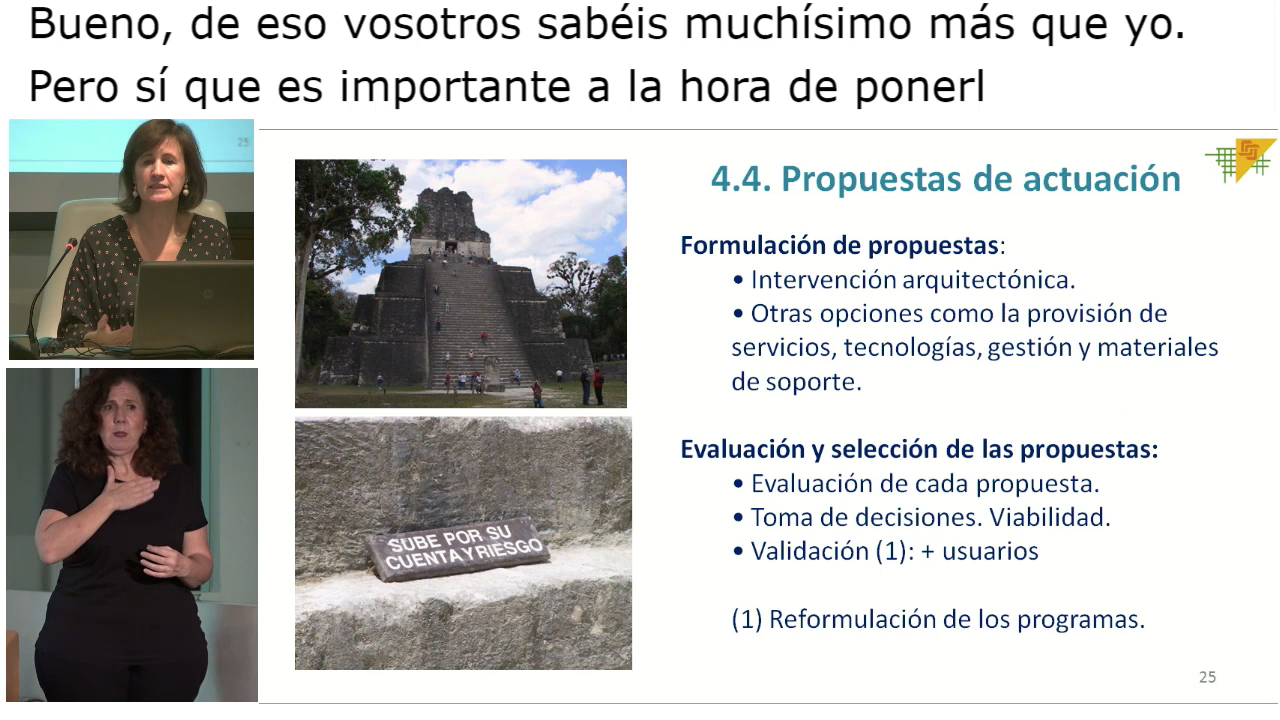 Bueno, de eso vosotros sabéis muchísimo más que yo.
Pero sí que es importante a la hora de ponerl
25
4.4. Propuestas de actuación
Formulación de propuestas:
• Intervención arquitectónica.
• Otras opciones como la provisión de
servicios, tecnologías, gestión y materiales
de soporte.
Evaluación y selección de las propuestas:
• Evaluación de cada propuesta.
• Toma de decisiones. Viabilidad.
• Validación (1): + usuarios
(1) Reformulación de los programas.
SUBE POR SU
CUENTA Y RIESGO
25